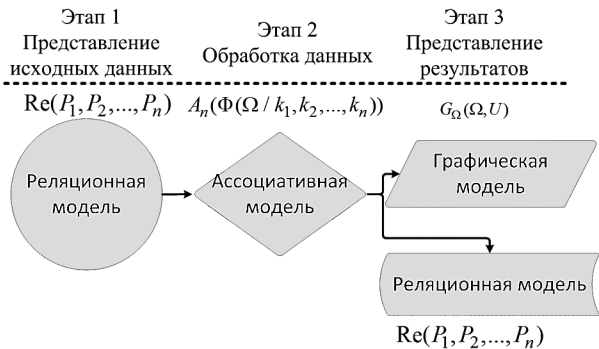 Этап 1
Представление
исходных данных
Этап 2
Обработка данных
Этап 3
Представление
результатов
Re(P₁, P₂,..., Pₙ)
Aₙ(Φ(Ω / k₁, k₂,..., kₙ))
G_Ω(Ω,U)
Реляционная
модель
Ассоциативная
модель
Графическая
модель
Реляционная модель
Re(P₁, P₂,..., Pₙ)